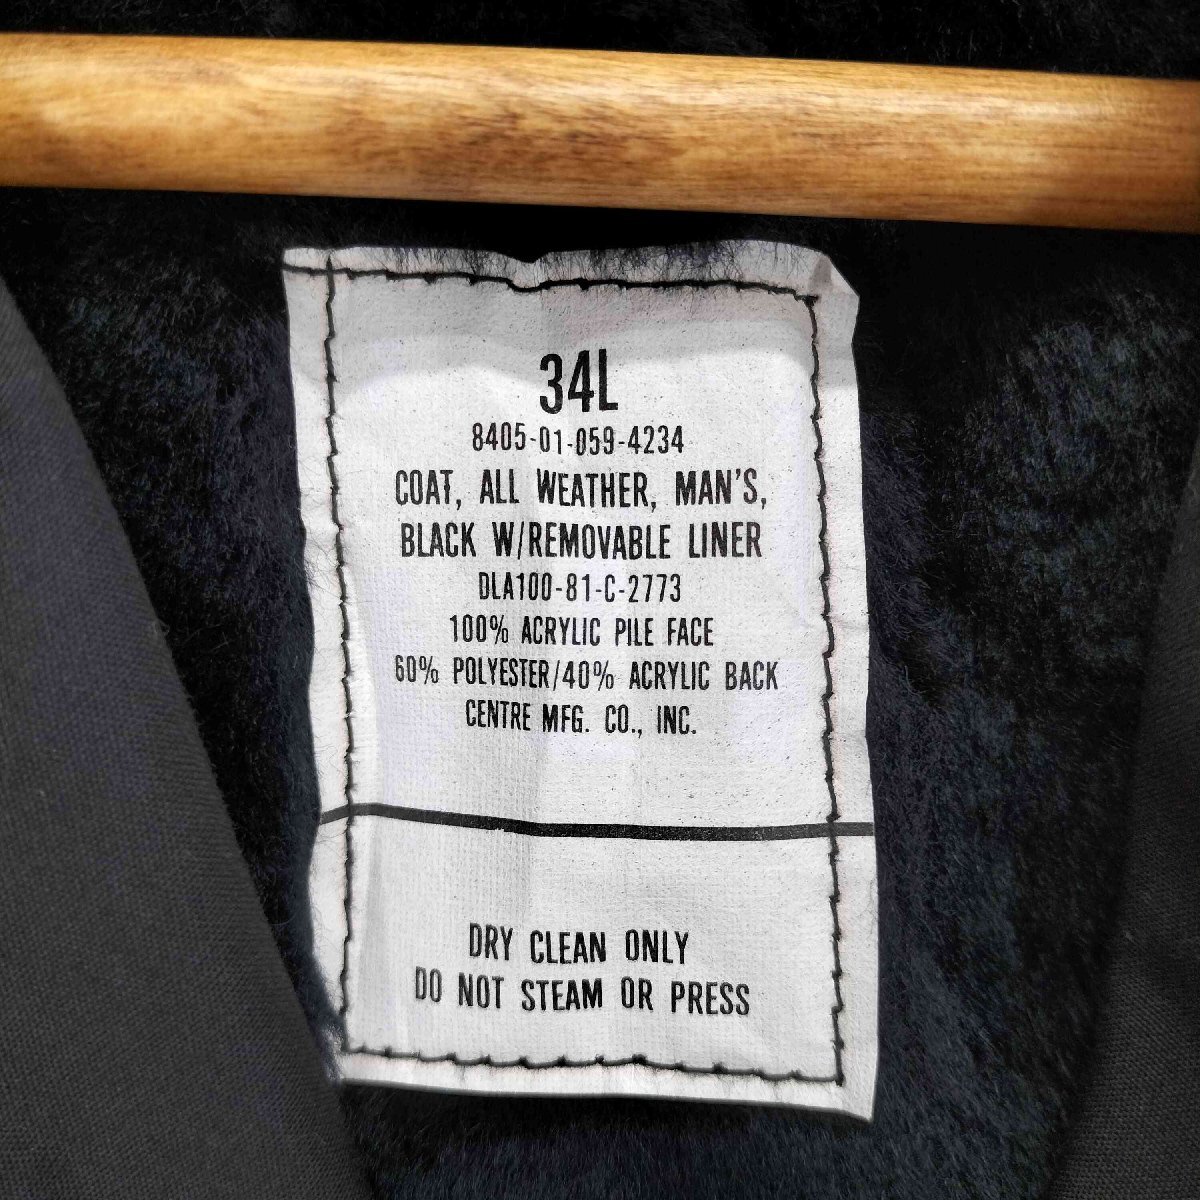 34L
8405-01-059-4234
COAT, ALL WEATHER, MAN'S,
BLACK W/REMOVABLE LINER
DLA100-81-C-2773
100% ACRYLIC PILE FACE
60% POLYESTER/40% ACRYLIC BACK
CENTRE MFG. CO., INC.
DRY CLEAN ONLY
DO NOT STEAM OR PRESS